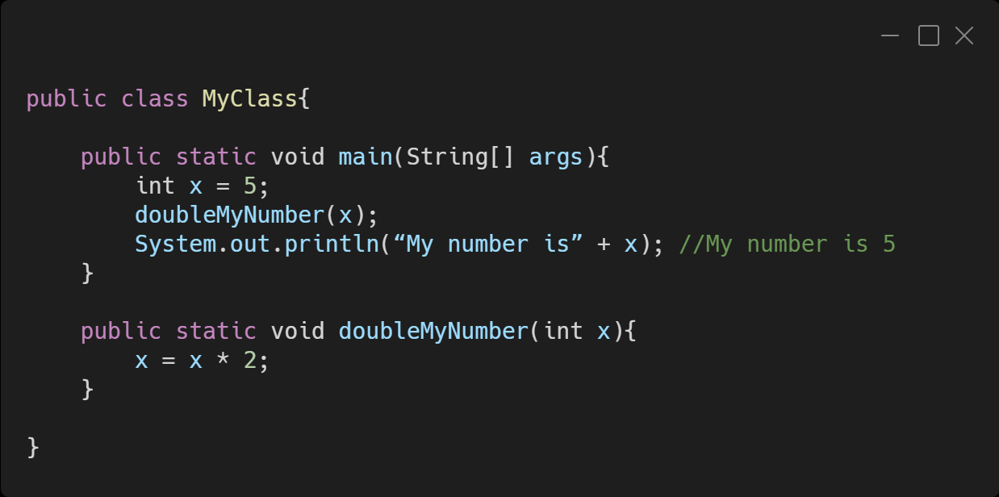 public class MyClass{
    public static void main(String[] args){
        int x = 5;
        doubleMyNumber(x);
        System.out.println(“My number is” + x); //My number is 5
    }
    public static void doubleMyNumber(int x){
        x = x * 2;
    }
}